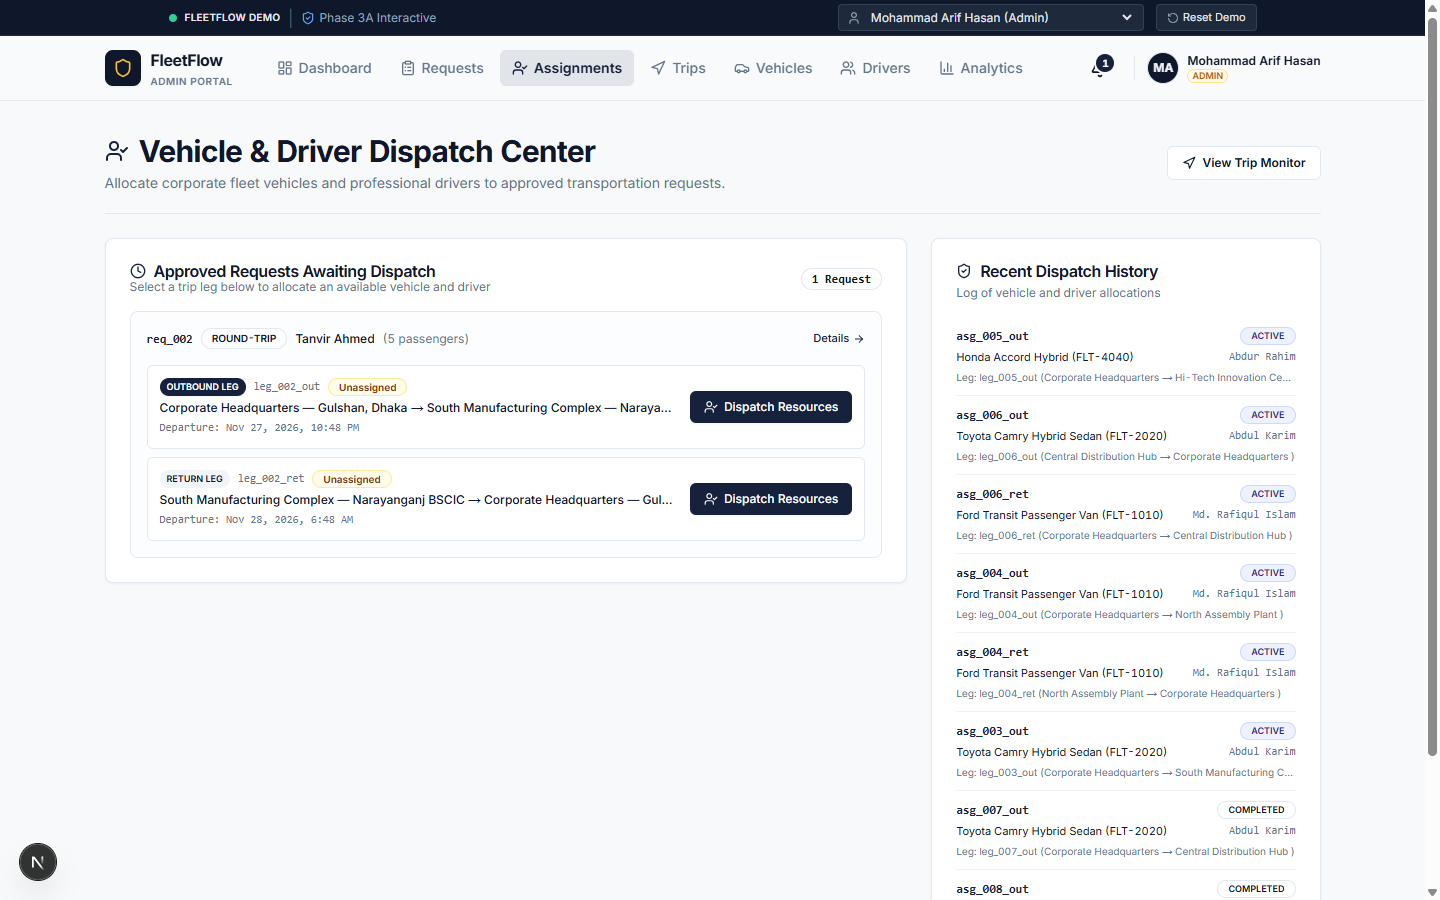 FLEETFLOW DEMO
Phase 3A Interactive
Mohammad Arif Hasan (Admin)
Reset Demo
FleetFlow
ADMIN PORTAL
Dashboard
Requests
Assignments
Trips
Vehicles
Drivers
Analytics
1
MA
Mohammad Arif Hasan
ADMIN
Vehicle & Driver Dispatch Center
Allocate corporate fleet vehicles and professional drivers to approved transportation requests.
View Trip Monitor
Approved Requests Awaiting Dispatch
Select a trip leg below to allocate an available vehicle and driver
1 Request
req_002 ROUND-TRIP Tanvir Ahmed (5 passengers)
Details →
OUTBOUND LEG leg_002_out Unassigned
Corporate Headquarters — Gulshan, Dhaka → South Manufacturing Complex — Naraya...
Departure: Nov 27, 2026, 10:48 PM
Dispatch Resources
RETURN LEG leg_002_ret Unassigned
South Manufacturing Complex — Narayanganj BSCIC → Corporate Headquarters — Gul...
Departure: Nov 28, 2026, 6:48 AM
Dispatch Resources
Recent Dispatch History
Log of vehicle and driver allocations
asg_005_out ACTIVE
Honda Accord Hybrid (FLT-4040) Abdur Rahim
Leg: leg_005_out (Corporate Headquarters → Hi-Tech Innovation Ce...
asg_006_out ACTIVE
Toyota Camry Hybrid Sedan (FLT-2020) Abdul Karim
Leg: leg_006_out (Central Distribution Hub → Corporate Headquarters )
asg_006_ret ACTIVE
Ford Transit Passenger Van (FLT-1010) Md. Rafiqul Islam
Leg: leg_006_ret (Corporate Headquarters → Central Distribution Hub )
asg_004_out ACTIVE
Ford Transit Passenger Van (FLT-1010) Md. Rafiqul Islam
Leg: leg_004_out (Corporate Headquarters → North Assembly Plant )
asg_004_ret ACTIVE
Ford Transit Passenger Van (FLT-1010) Md. Rafiqul Islam
Leg: leg_004_ret (North Assembly Plant → Corporate Headquarters )
asg_003_out ACTIVE
Toyota Camry Hybrid Sedan (FLT-2020) Abdul Karim
Leg: leg_003_out (Corporate Headquarters → South Manufacturing C...
asg_007_out COMPLETED
Toyota Camry Hybrid Sedan (FLT-2020) Abdul Karim
Leg: leg_007_out (Corporate Headquarters → Central Distribution Hub )
asg_008_out COMPLETED
N